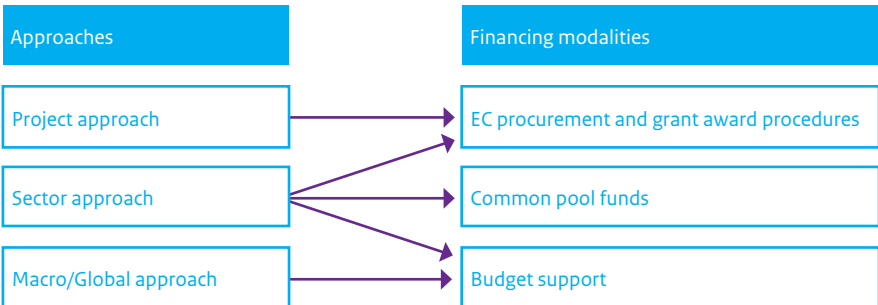 Approaches
Financing modalities
Project approach
EC procurement and grant award procedures
Sector approach
Common pool funds
Macro/Global approach
Budget support